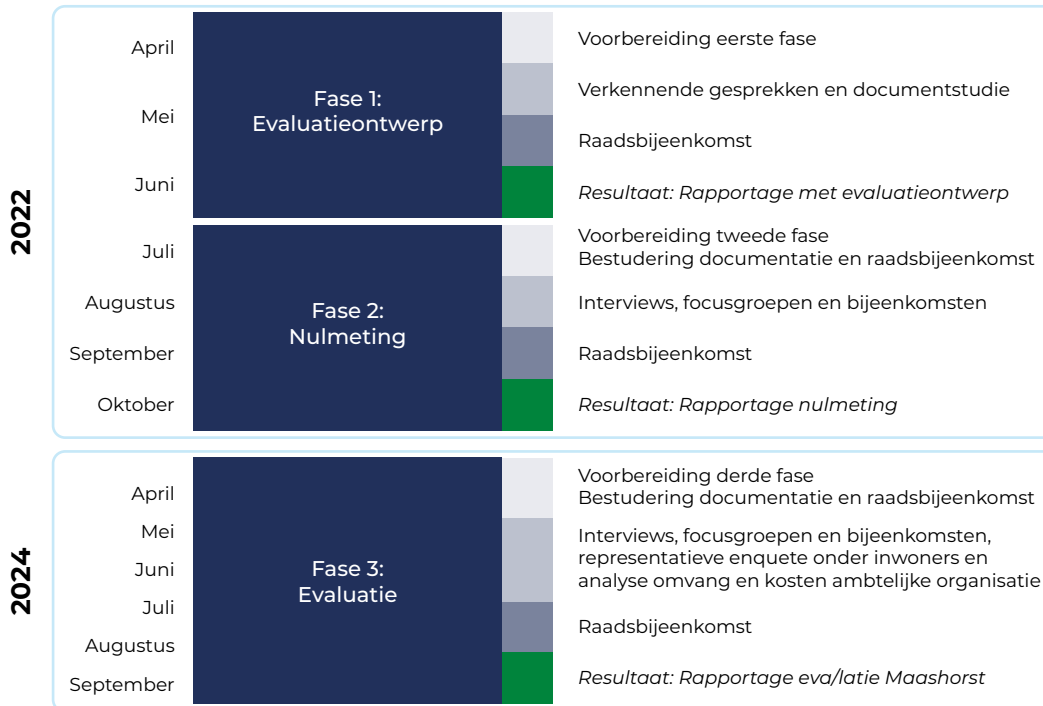 2022
April
Mei
Juni
Fase 1:
Evaluatieontwerp
Voorbereiding eerste fase
Verkennende gesprekken en documentstudie
Raadsbijeenkomst
Resultaat: Rapportage met evaluatieontwerp
Juli
Augustus
September
Oktober
Fase 2:
Nulmeting
Voorbereiding tweede fase
Bestudering documentatie en raadsbijeenkomst
Interviews, focusgroepen en bijeenkomsten
Raadsbijeenkomst
Resultaat: Rapportage nulmeting
2024
April
Mei
Juni
Juli
Augustus
September
Fase 3:
Evaluatie
Voorbereiding derde fase
Bestudering documentatie en raadsbijeenkomst
Interviews, focusgroepen en bijeenkomsten,
representatieve enquete onder inwoners en
analyse omvang en kosten ambtelijke organisatie
Raadsbijeenkomst
Resultaat: Rapportage eva/latie Maashorst